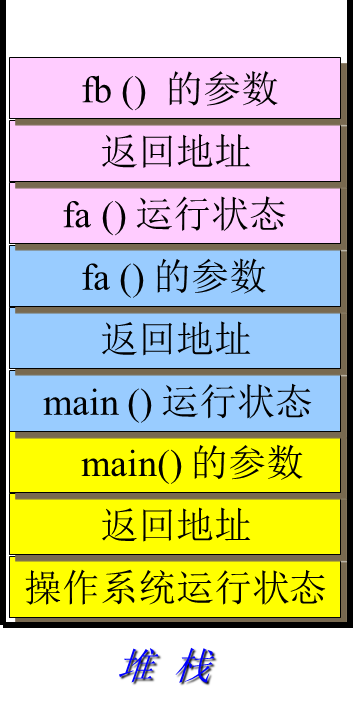 fb () 的参数
返回地址
fa () 运行状态
fa () 的参数
返回地址
main () 运行状态
main() 的参数
返回地址
操作系统运行状态
堆 栈